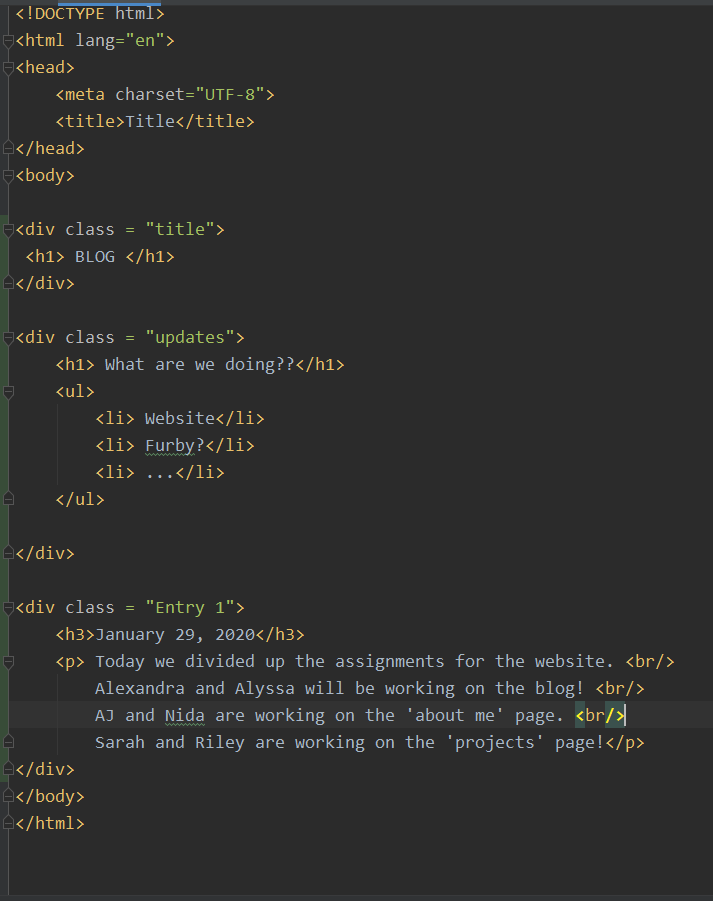 <!DOCTYPE html>
<html lang="en">
<head>
    <meta charset="UTF-8">
    <title>Title</title>
</head>
<body>

<div class = "title">
 <h1> BLOG </h1>
</div>

<div class = "updates">
    <h1> What are we doing??</h1>
    <ul>
        <li> Website</li>
        <li> Furby?</li>
        <li> ...</li>
    </ul>

</div>

<div class = "Entry 1">
    <h3>January 29, 2020</h3>
    <p> Today we divided up the assignments for the website. <br/>
        Alexandra and Alyssa will be working on the blog! <br/>
        AJ and Nida are working on the 'about me' page. <br/>
        Sarah and Riley are working on the 'projects' page!</p>
</div>
</body>
</html>